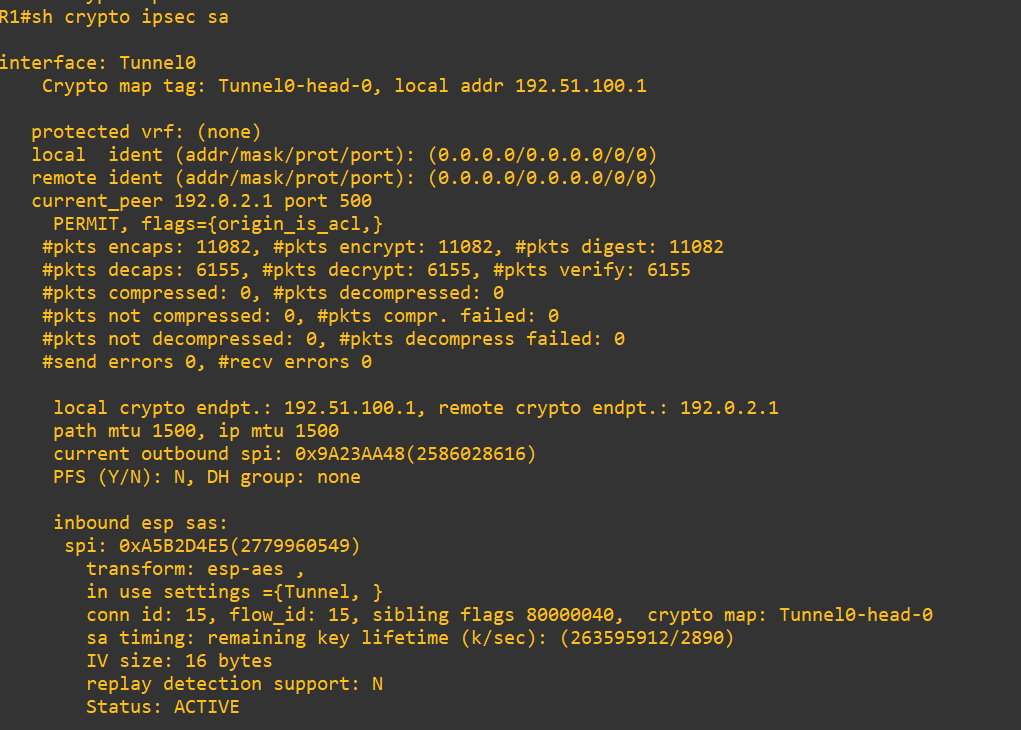 R1#sh crypto ipsec sa
interface: Tunnel0
Crypto map tag: Tunnel0-head-0, local addr 192.51.100.1
protected vrf: (none)
local  ident (addr/mask/prot/port): (0.0.0.0/0.0.0.0/0/0)
remote ident (addr/mask/prot/port): (0.0.0.0/0.0.0.0/0/0)
current_peer 192.0.2.1 port 500
PERMIT, flags={origin_is_acl,}
#pkts encaps: 11082, #pkts encrypt: 11082, #pkts digest: 11082
#pkts decaps: 6155, #pkts decrypt: 6155, #pkts verify: 6155
#pkts compressed: 0, #pkts decompressed: 0
#pkts not compressed: 0, #pkts compr. failed: 0
#pkts not decompressed: 0, #pkts decompress failed: 0
#send errors 0, #recv errors 0
local crypto endpt.: 192.51.100.1, remote crypto endpt.: 192.0.2.1
path mtu 1500, ip mtu 1500
current outbound spi: 0x9A23AA48(2586028616)
PFS (Y/N): N, DH group: none
inbound esp sas:
spi: 0xA5B2D4E5(2779960549)
transform: esp-aes ,
in use settings ={Tunnel, }
conn id: 15, flow_id: 15, sibling flags 80000040,  crypto map: Tunnel0-head-0
sa timing: remaining key lifetime (k/sec): (263595912/2890)
IV size: 16 bytes
replay detection support: N
Status: ACTIVE